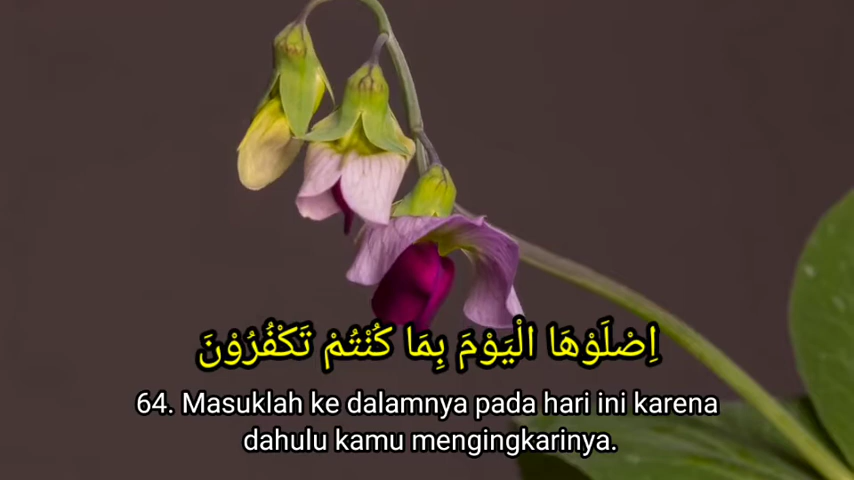 اِصْلَوْهَا الْيَوْمَ بِمَا كُنْتُمْ تَكْفُرُوْنَ
64. Masuklah ke dalamnya pada hari ini karena
dahulu kamu mengingkarinya.